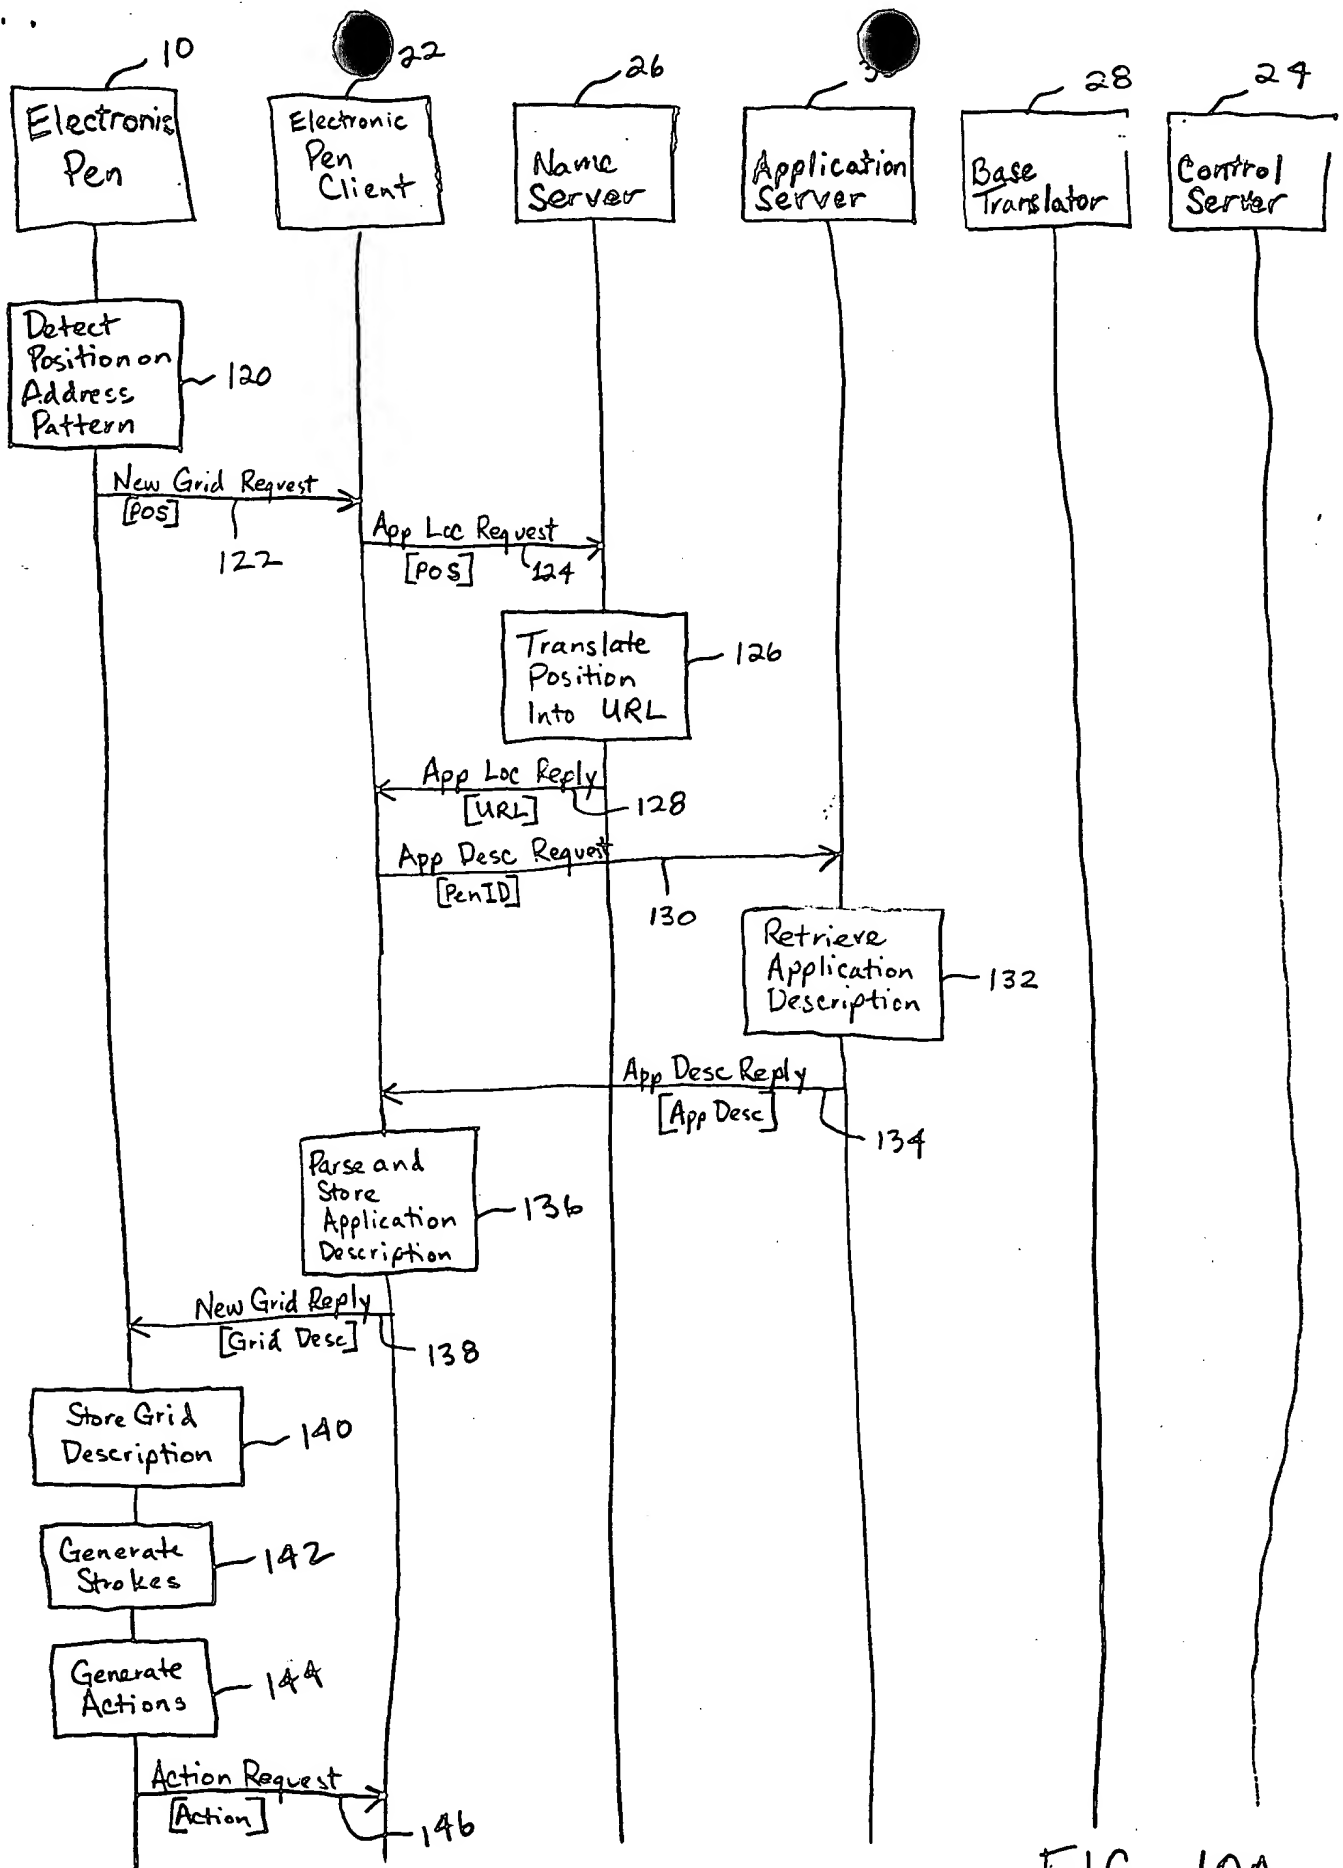 10
22
26
28
24
Electronic
Pen
Electronic
Pen
Client
Name
Server
Application
Server
Base
Translator
Control
Server
Detect
Position on
Address
Pattern
120
New Grid Request
[POS]
122
App Loc Request
[POS]
124
Translate
Position
Into URL
126
App Loc Reply
[URL]
128
App Desc Request
[PenID]
130
Retrieve
Application
Description
132
App Desc Reply
[App Desc]
134
Parse and
Store
Application
Description
136
New Grid Reply
[Grid Desc]
138
Store Grid
Description
140
Generate
Strokes
142
Generate
Actions
144
Action Request
[Action]
146
FIG. 10A